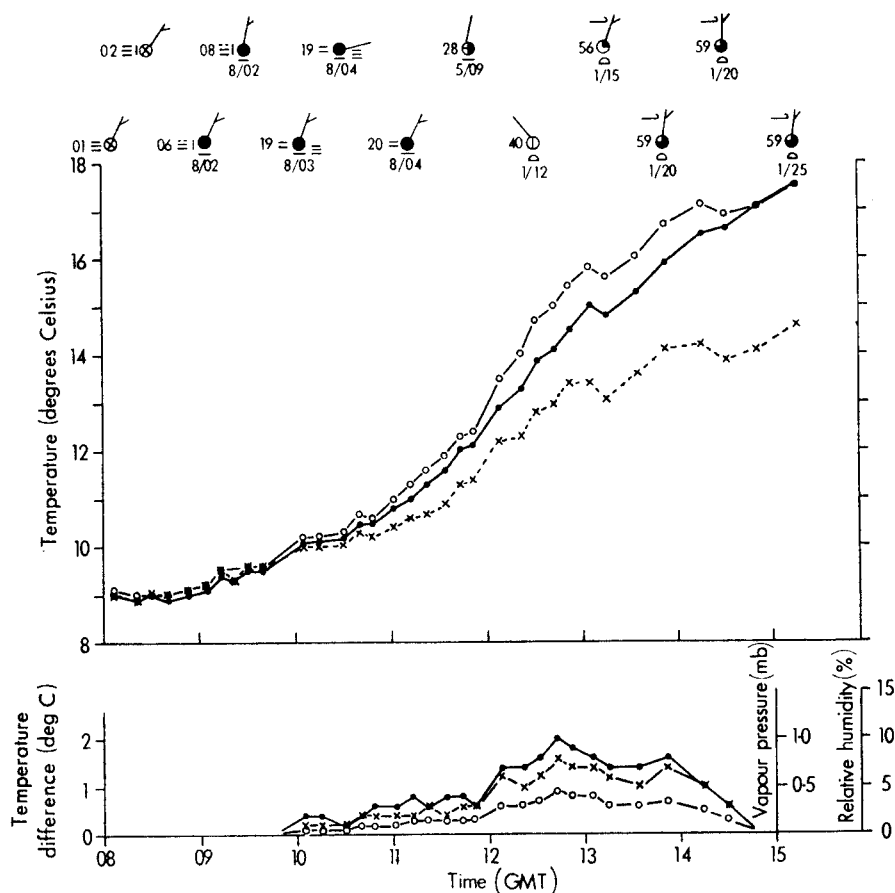 02 08 19 28 56 59
8/02 8/04 5/09 1/15 1/20
01 06 19 20 40 59 59
8/02 8/03 8/04 1/12 1/20 1/25
18
16
14
12
10
8
Temperature (degrees Celsius)
Temperature difference (deg C)
2
1
0
Vapour pressure (mb)
1·0
0·5
Relative humidity (%)
15
10
5
0
08 09 10 11 12 13 14 15
Time (GMT)